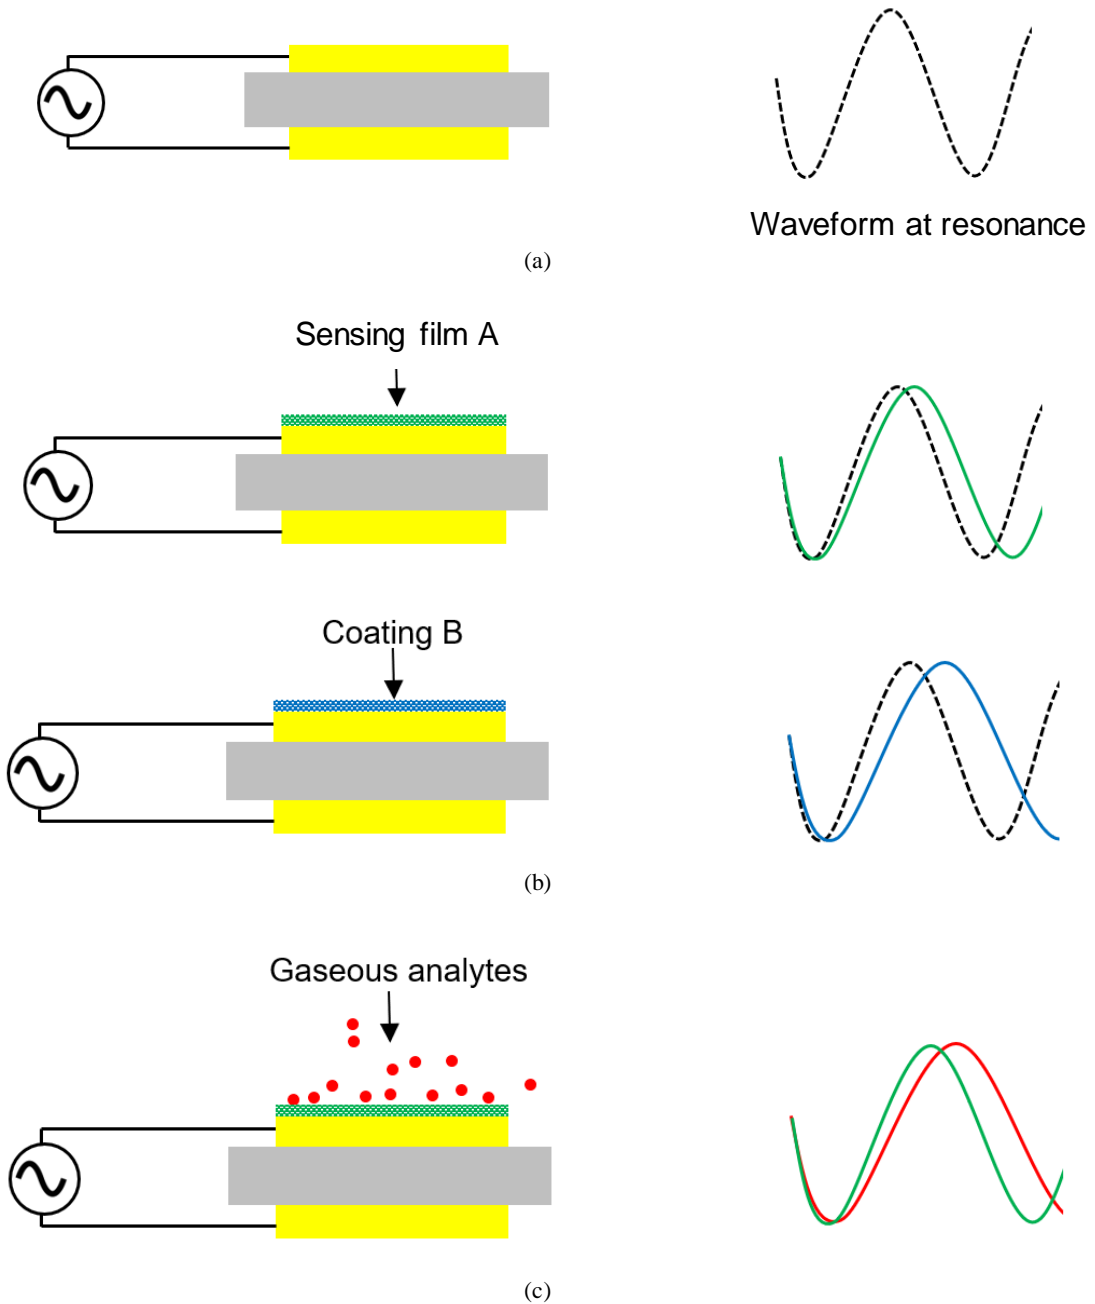 Waveform at resonance
(a)
Sensing film A
Coating B
(b)
Gaseous analytes
(c)